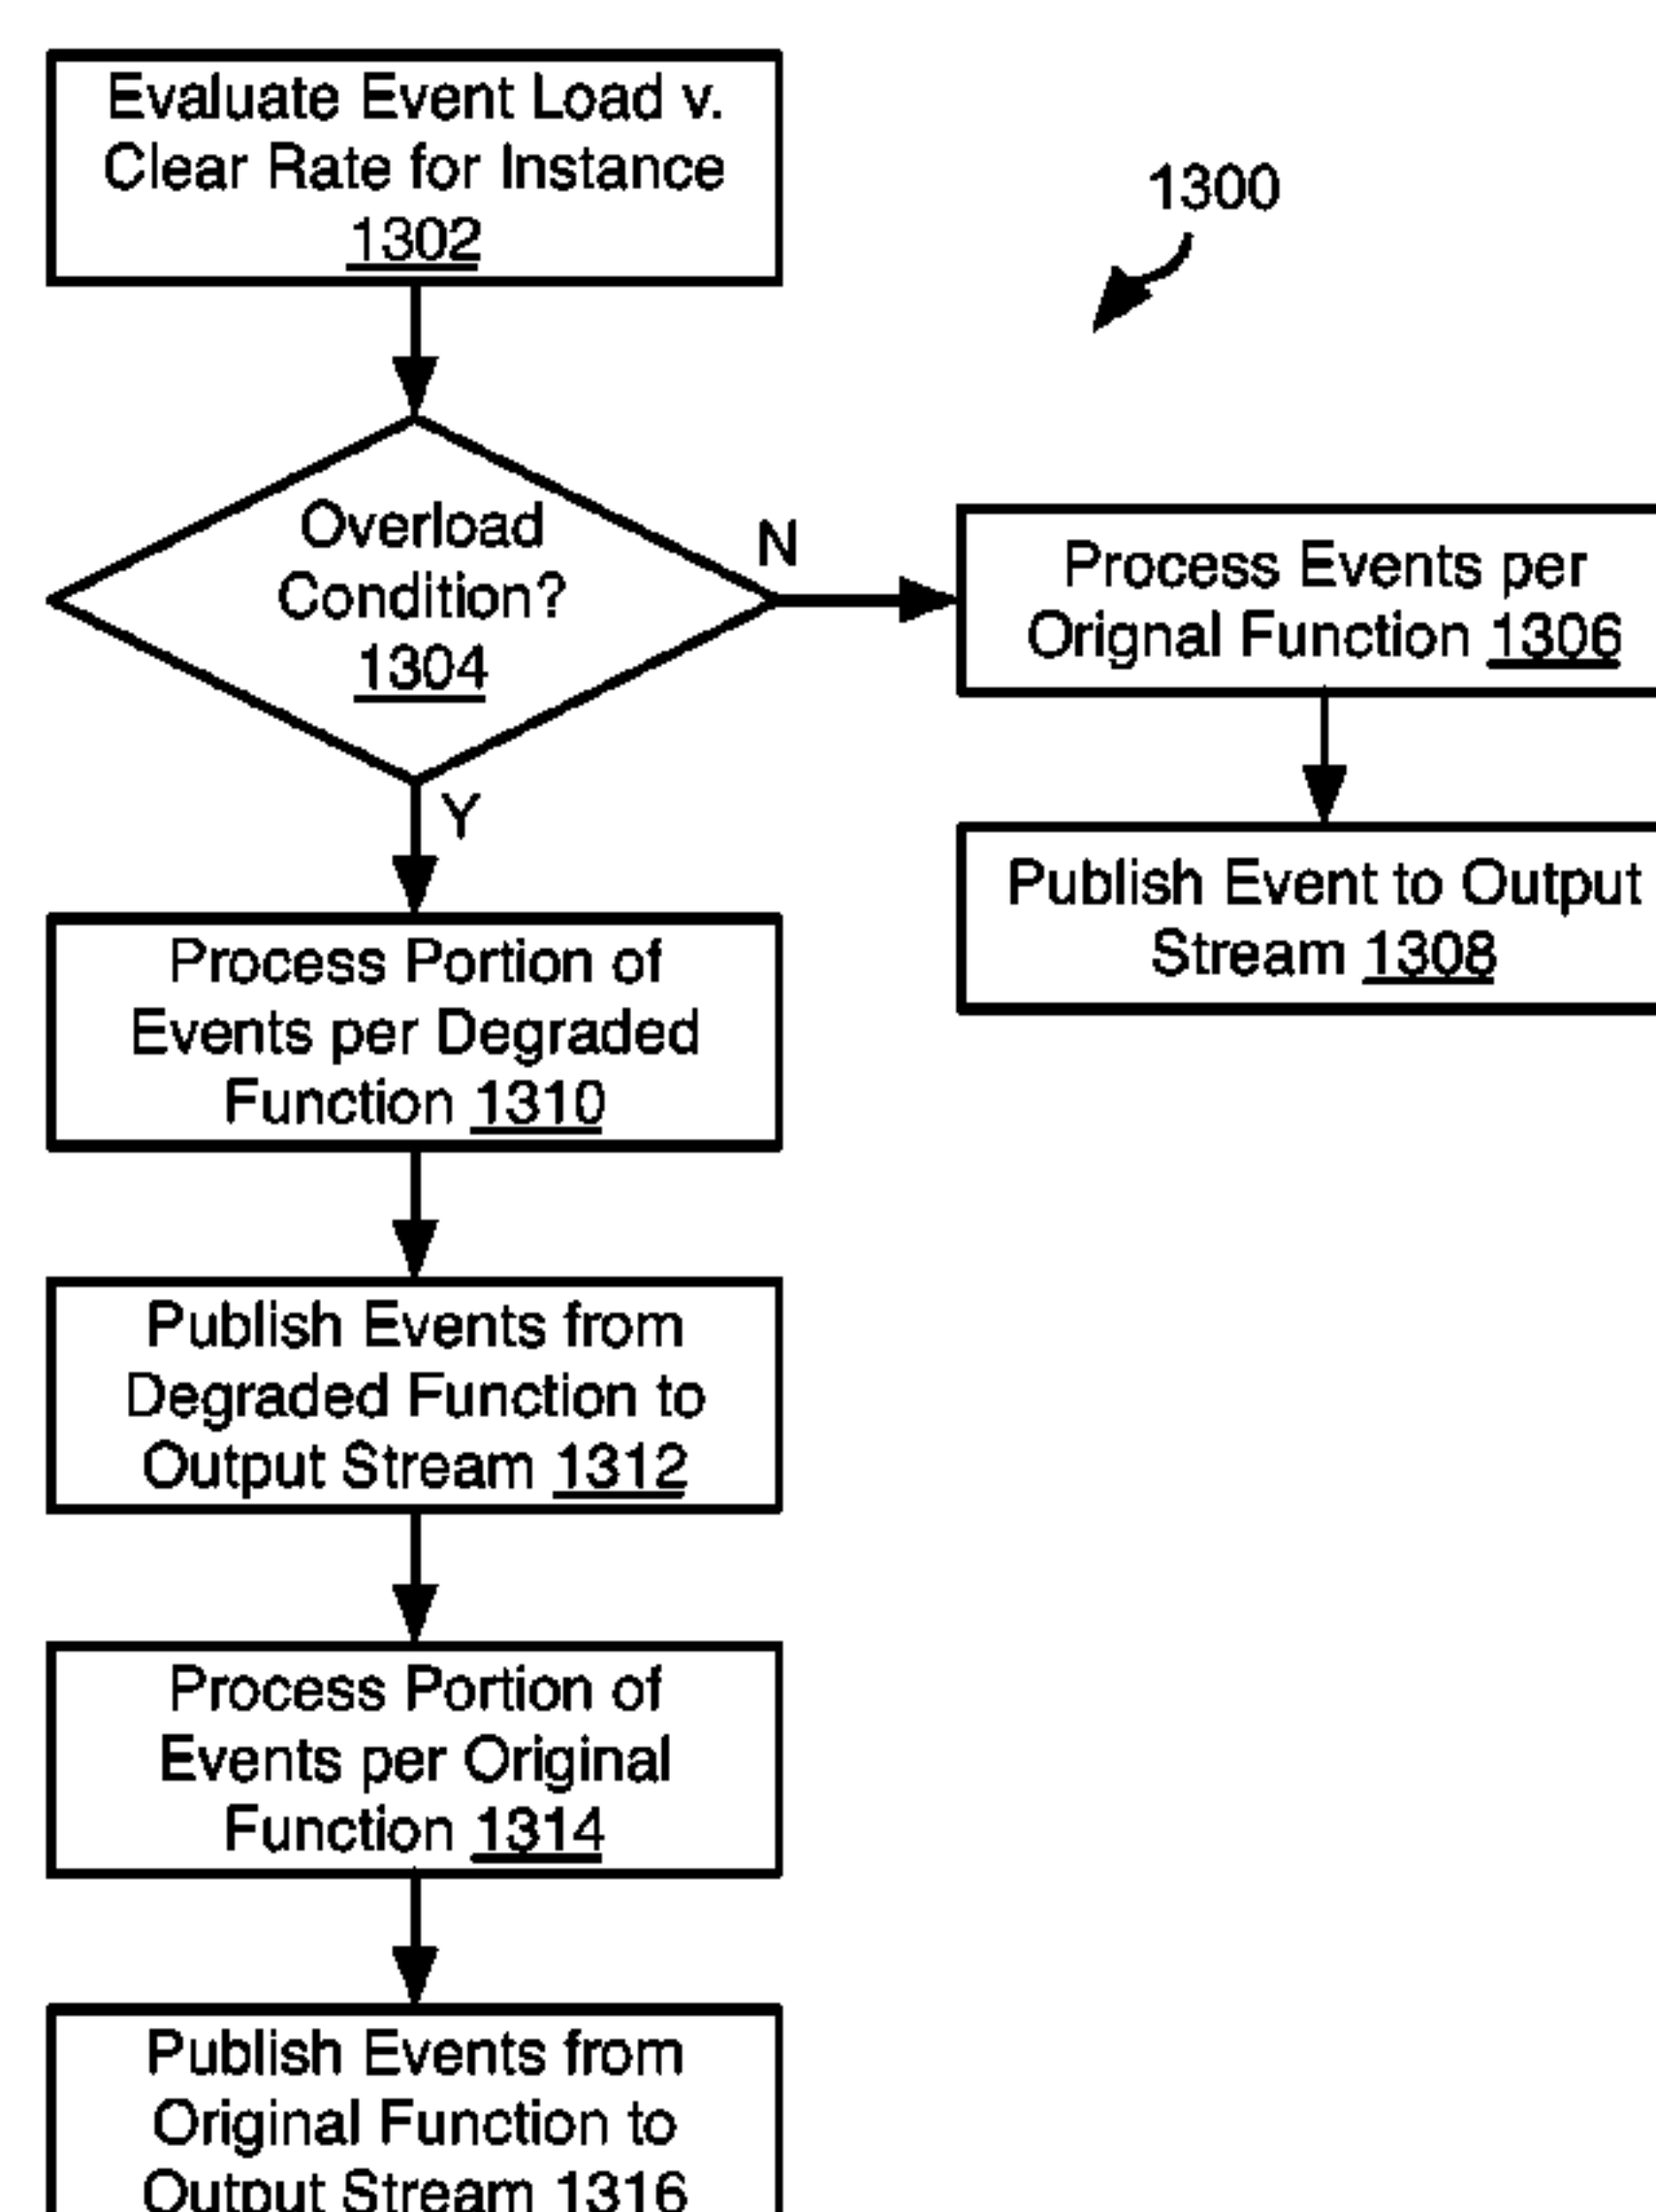 Evaluate Event Load v.
Clear Rate for Instance
1302
1300
Overload
Condition?
1304
N
Y
Process Events per
Orignal Function 1306
Publish Event to Output
Stream 1308
Process Portion of
Events per Degraded
Function 1310
Publish Events from
Degraded Function to
Output Stream 1312
Process Portion of
Events per Original
Function 1314
Publish Events from
Original Function to
Output Stream 1316